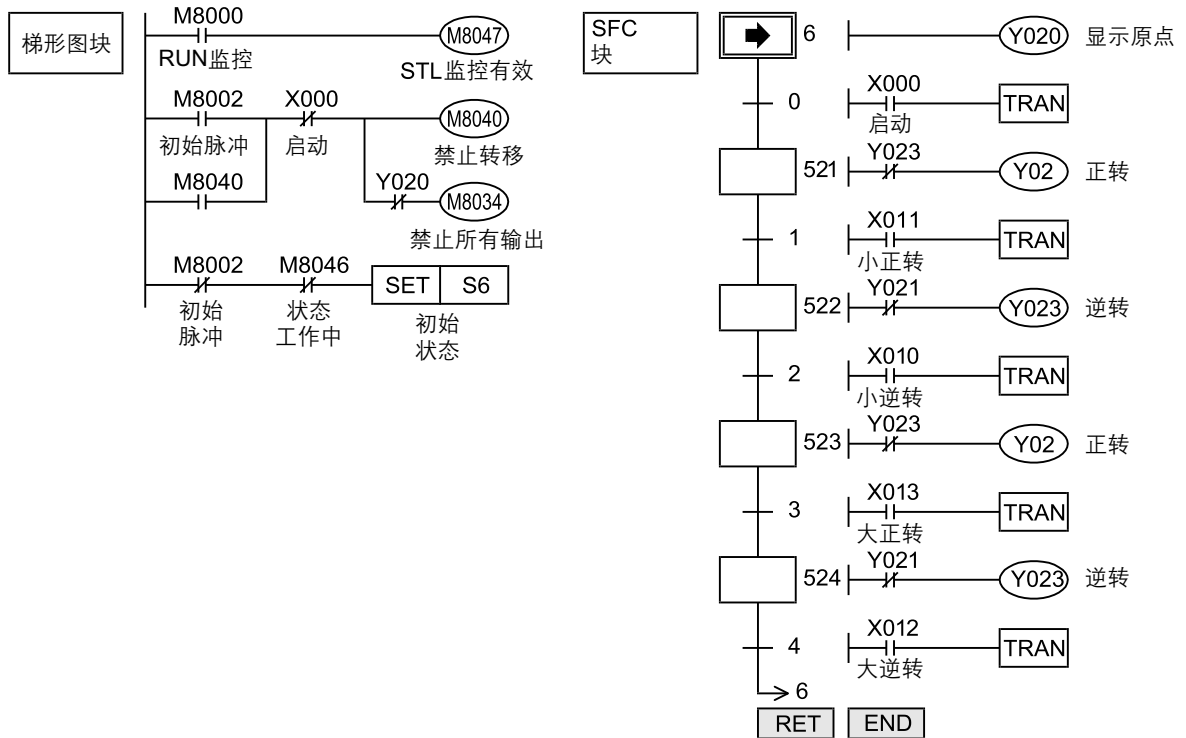 梯形图块
M8000
RUN监控
M8047
STL监控有效
M8002
初始脉冲
X000
启动
M8040
禁止转移
M8040
Y020
M8034
禁止所有输出
M8002
初始
脉冲
M8046
状态
工作中
SET S6
初始
状态
SFC
块
6
Y020 显示原点
0
X000
启动
TRAN
521
Y023
Y02 正转
1
X011
小正转
TRAN
522
Y021
Y023 逆转
2
X010
小逆转
TRAN
523
Y023
Y02 正转
3
X013
大正转
TRAN
524
Y021
Y023 逆转
4
X012
大逆转
TRAN
6
RET END